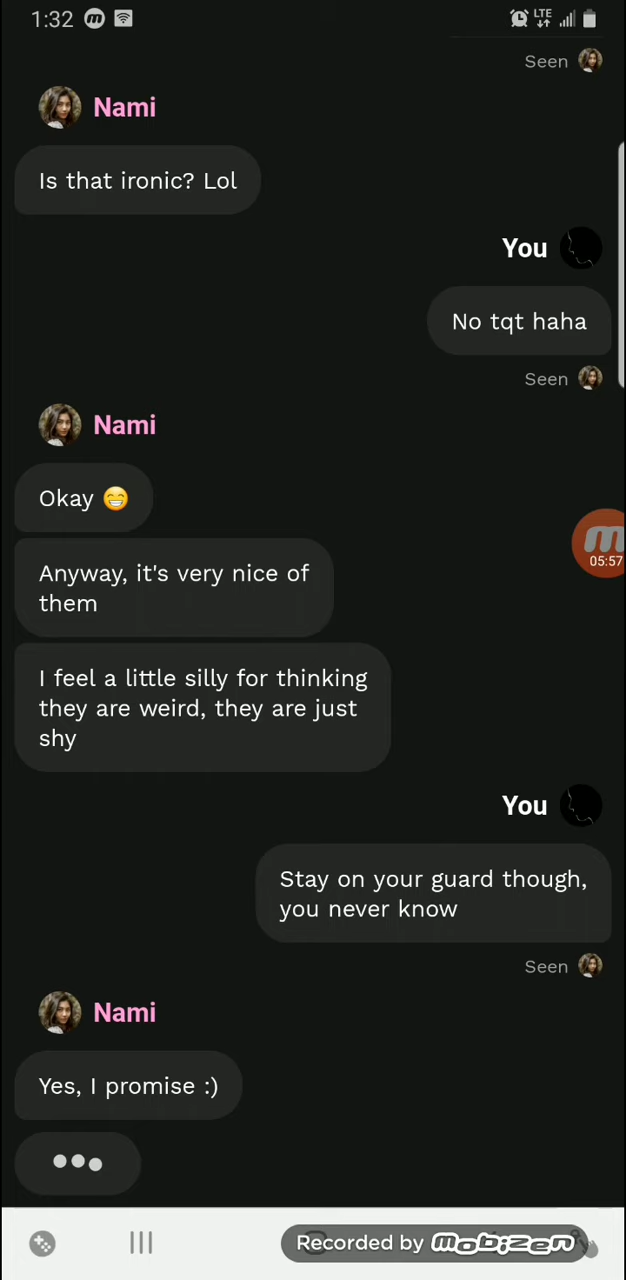 1:32
LTE
Seen
Nami
Is that ironic? Lol
You
No tqt haha
Seen
Nami
Okay 😁
Anyway, it's very nice of
them
I feel a little silly for thinking
they are weird, they are just
shy
05:57
You
Stay on your guard though,
you never know
Seen
Nami
Yes, I promise :)
Recorded by mobizen